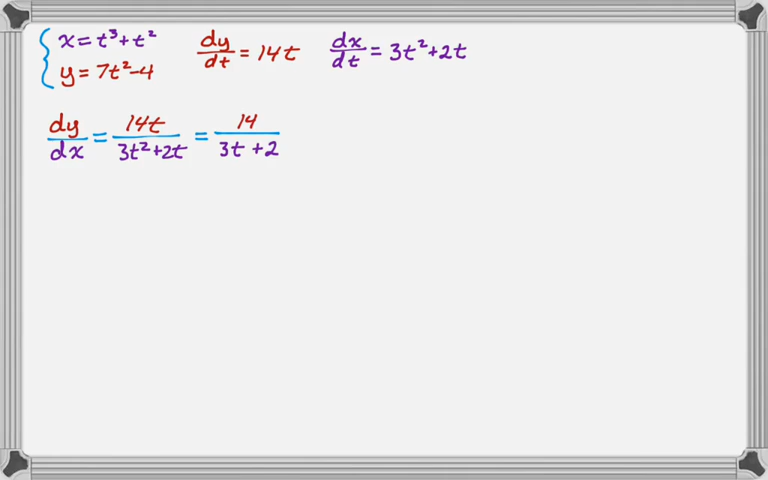 { x = t³ + t²   dy/dt = 14t   dx/dt = 3t² + 2t
y = 7t² - 4
dy/dx = 14t/(3t² + 2t) = 14/(3t + 2)